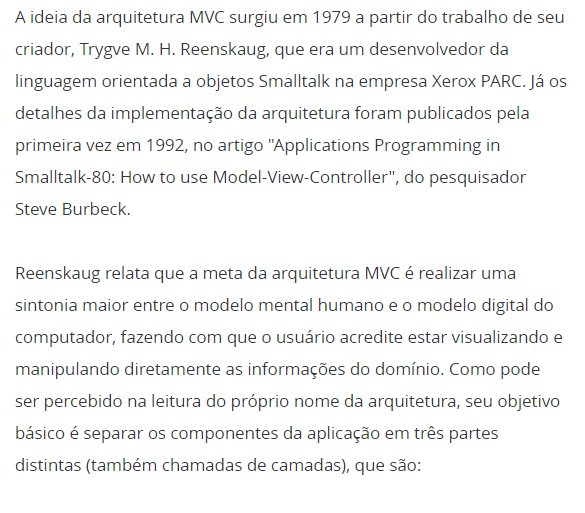 A ideia da arquitetura MVC surgiu em 1979 a partir do trabalho de seu
criador, Trygve M. H. Reenskaug, que era um desenvolvedor da
linguagem orientada a objetos Smalltalk na empresa Xerox PARC. Já os
detalhes da implementação da arquitetura foram publicados pela
primeira vez em 1992, no artigo "Applications Programming in
Smalltalk-80: How to use Model-View-Controller", do pesquisador
Steve Burbeck.
Reenskaug relata que a meta da arquitetura MVC é realizar uma
sintonia maior entre o modelo mental humano e o modelo digital do
computador, fazendo com que o usuário acredite estar visualizando e
manipulando diretamente as informações do domínio. Como pode
ser percebido na leitura do próprio nome da arquitetura, seu objetivo
básico é separar os componentes da aplicação em três partes
distintas (também chamadas de camadas), que são: